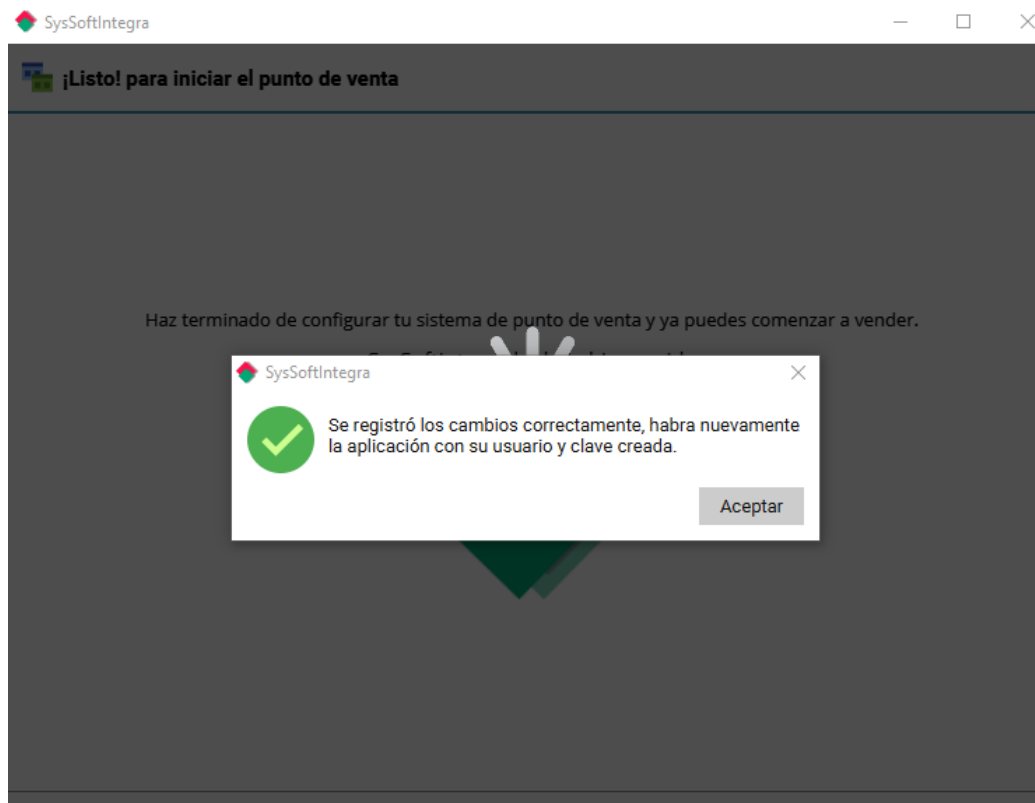 SysSoftIntegra
¡Listo! para iniciar el punto de venta
Haz terminado de configurar tu sistema de punto de venta y ya puedes comenzar a vender.
SysSoftIntegra
Se registró los cambios correctamente, habra nuevamente
la aplicación con su usuario y clave creada.
Aceptar